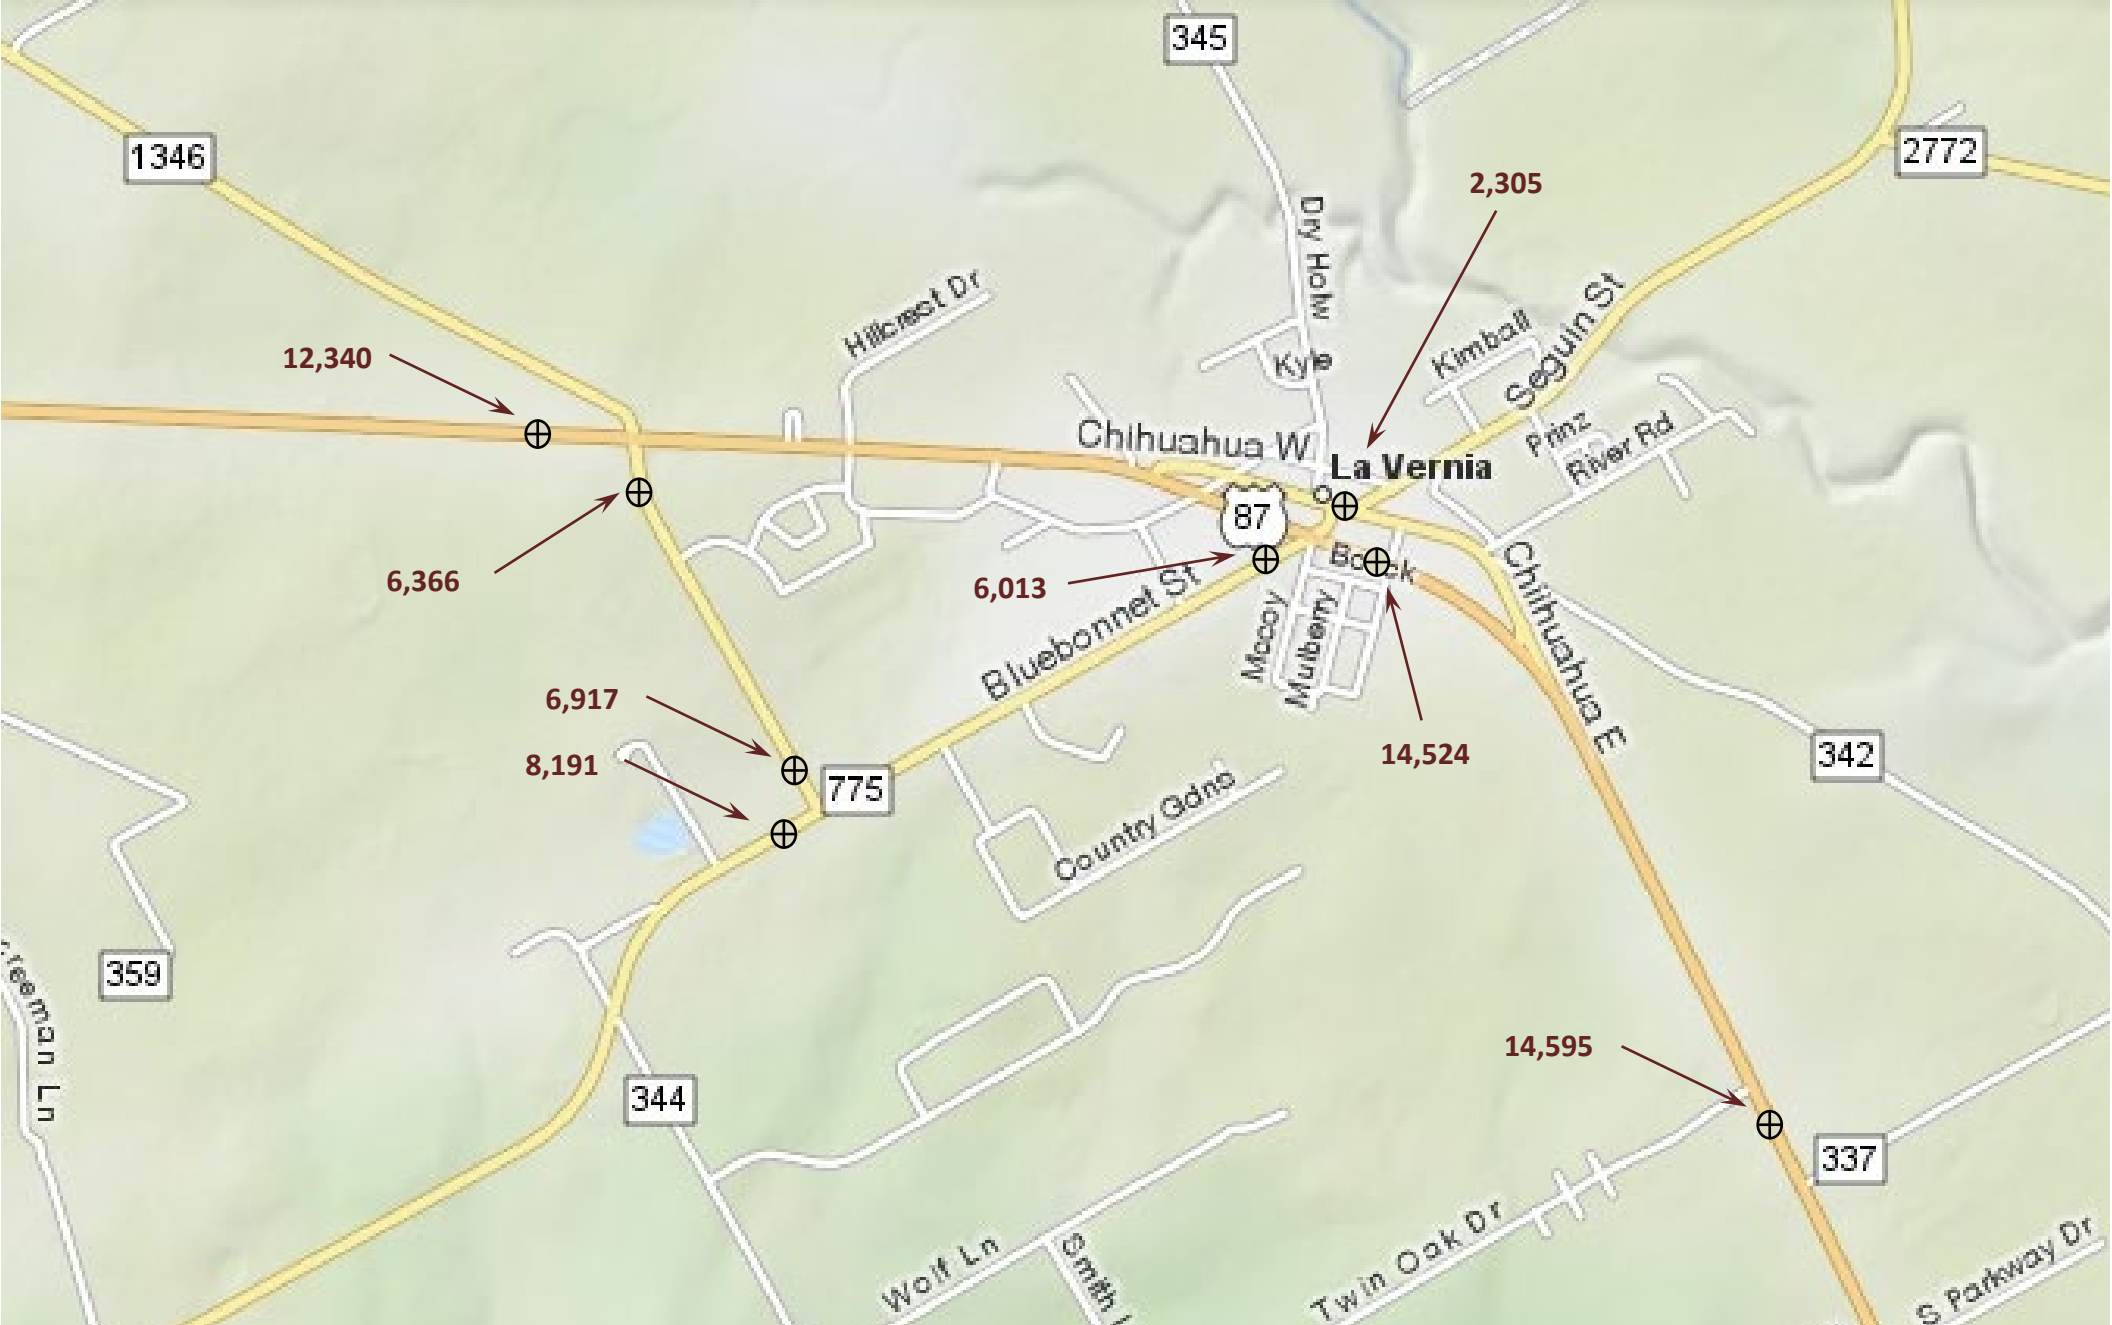 345
1346
2772
2,305
Dry Holw
Hillcrest Dr
Seguin St
Kimball
12,340
Kyle
Chihuahua W
Prinz
River Rd
La Vernia
87
6,366
6,013
Bluebonnet St
Chiihuahua E
Mccoy
Mulberry
6,917
8,191
775
14,524
342
Country Gdns
359
14,595
344
337
Wolf Ln
Smith
Twin Oak Dr
S Parkway Dr